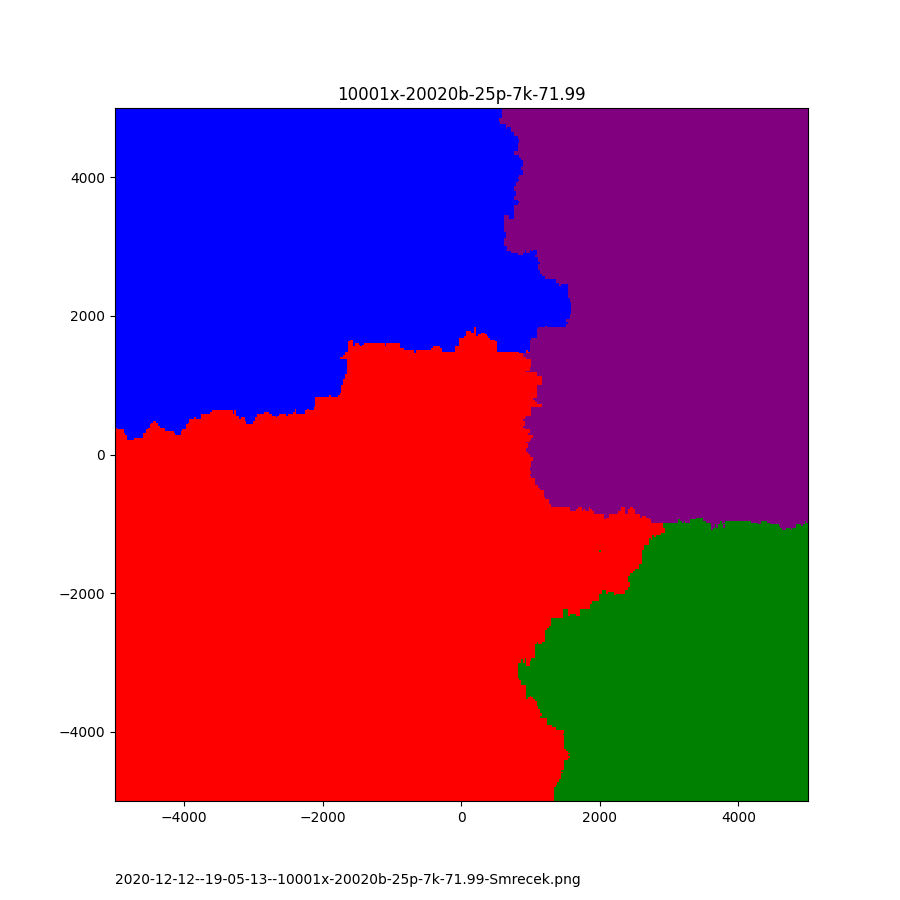 10001x-20020b-25p-7k-71.99
4000
2000
0
−2000
−4000
−4000 −2000 0 2000 4000
2020-12-12--19-05-13--10001x-20020b-25p-7k-71.99-Smrecek.png